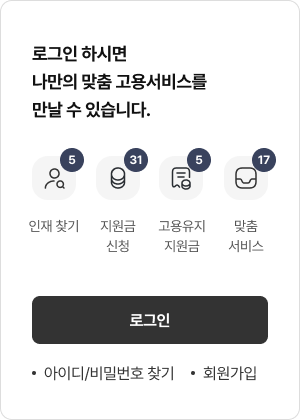 로그인 하시면
나만의 맞춤 고용서비스를
만날 수 있습니다.
5
31
5
17
인재 찾기
지원금
신청
고용유지
지원금
맞춤
서비스
로그인
• 아이디/비밀번호 찾기
• 회원가입